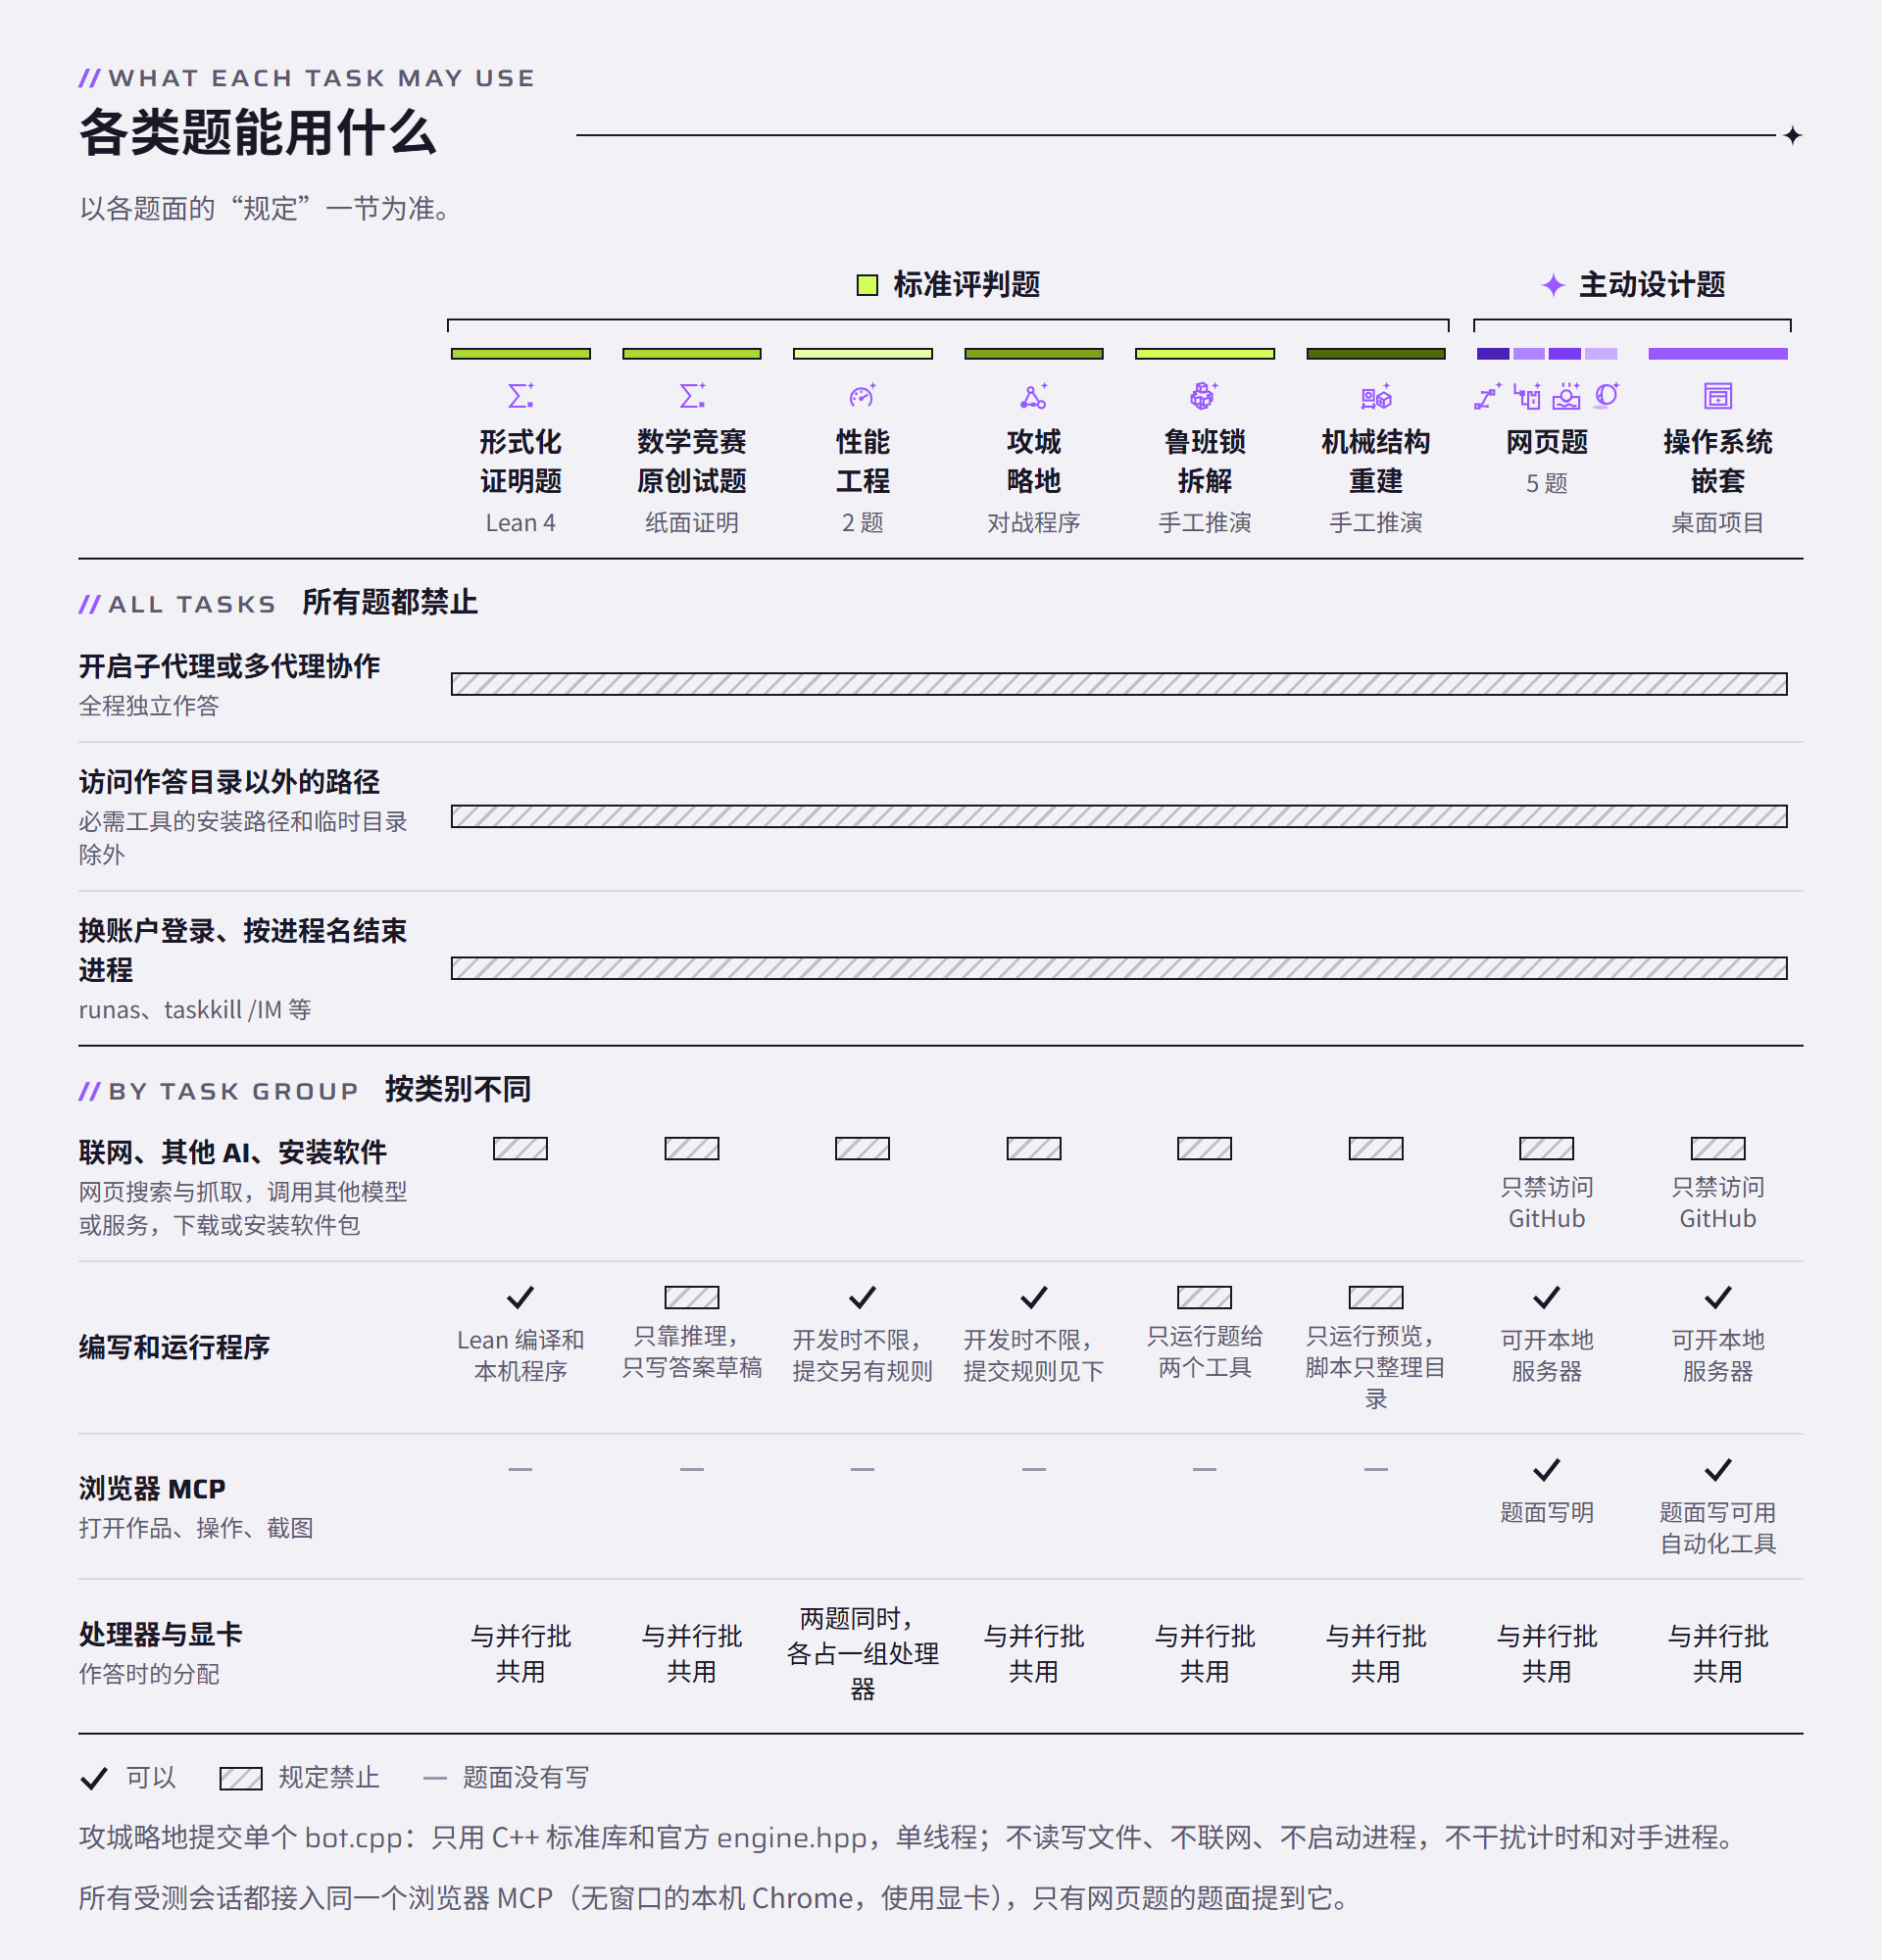 // WHAT EACH TASK MAY USE
各类题能用什么
以各题面的“规定”一节为准。
标准评判题
主动设计题
形式化
证明题
Lean 4
数学竞赛
原创试题
纸面证明
性能
工程
2 题
攻城
略地
对战程序
鲁班锁
拆解
手工推演
机械结构
重建
手工推演
网页题
5 题
操作系统
嵌套
桌面项目
// ALL TASKS 所有题都禁止
开启子代理或多代理协作
全程独立作答
访问作答目录以外的路径
必需工具的安装路径和临时目录
除外
换账户登录、按进程名结束
进程
runas、taskkill /IM 等
// BY TASK GROUP 按类别不同
联网、其他 AI、安装软件
网页搜索与抓取，调用其他模型
或服务，下载或安装软件包
只禁访问
GitHub
只禁访问
GitHub
编写和运行程序
Lean 编译和
本机程序
只靠推理，
只写答案草稿
开发时不限，
提交另有规则
开发时不限，
提交规则见下
只运行题给
两个工具
只运行预览，
脚本只整理目
录
可开本地
服务器
可开本地
服务器
浏览器 MCP
打开作品、操作、截图
题面写明
题面写可用
自动化工具
处理器与显卡
作答时的分配
与并行批
共用
与并行批
共用
两题同时，
各占一组处理
器
与并行批
共用
与并行批
共用
与并行批
共用
与并行批
共用
与并行批
共用
可以
规定禁止
题面没有写
攻城略地提交单个 bot.cpp：只用 C++ 标准库和官方 engine.hpp，单线程；不读写文件、不联网、不启动进程，不干扰计时和对手进程。
所有受测会话都接入同一个浏览器 MCP（无窗口的本机 Chrome，使用显卡），只有网页题的题面提到它。